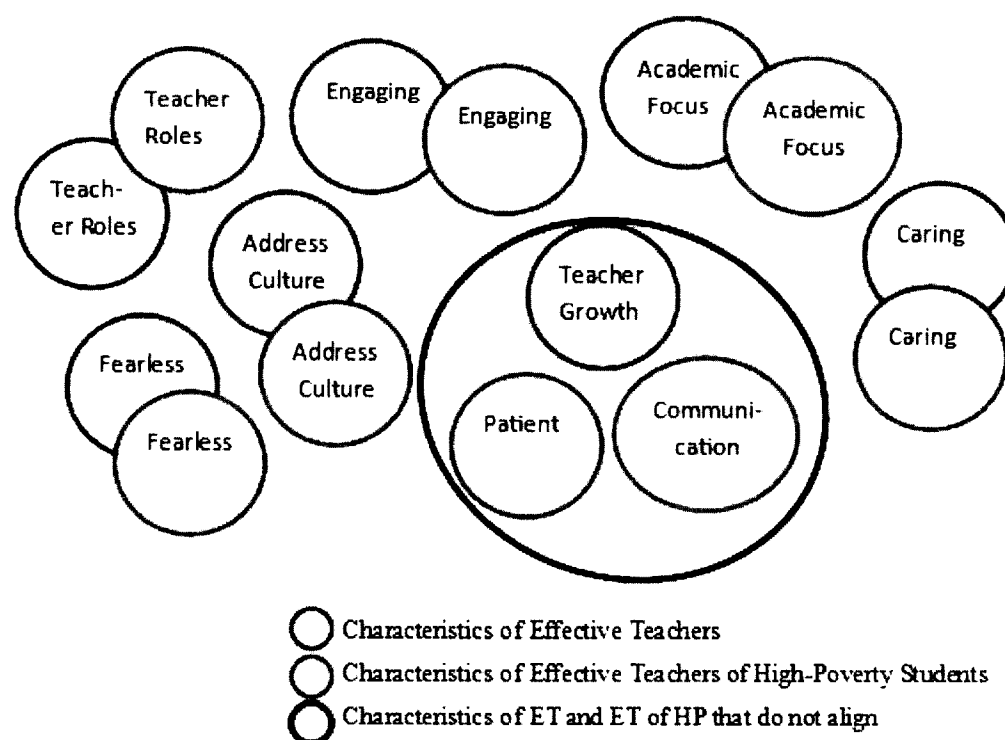 Teacher
Roles
Teach-
er Roles
Engaging
Engaging
Academic
Focus
Academic
Focus
Address
Culture
Address
Culture
Caring
Caring
Fearless
Fearless
Teacher
Growth
Patient
Communi-
cation
Characteristics of Effective Teachers
Characteristics of Effective Teachers of High-Poverty Students
Characteristics of ET and ET of HP that do not align